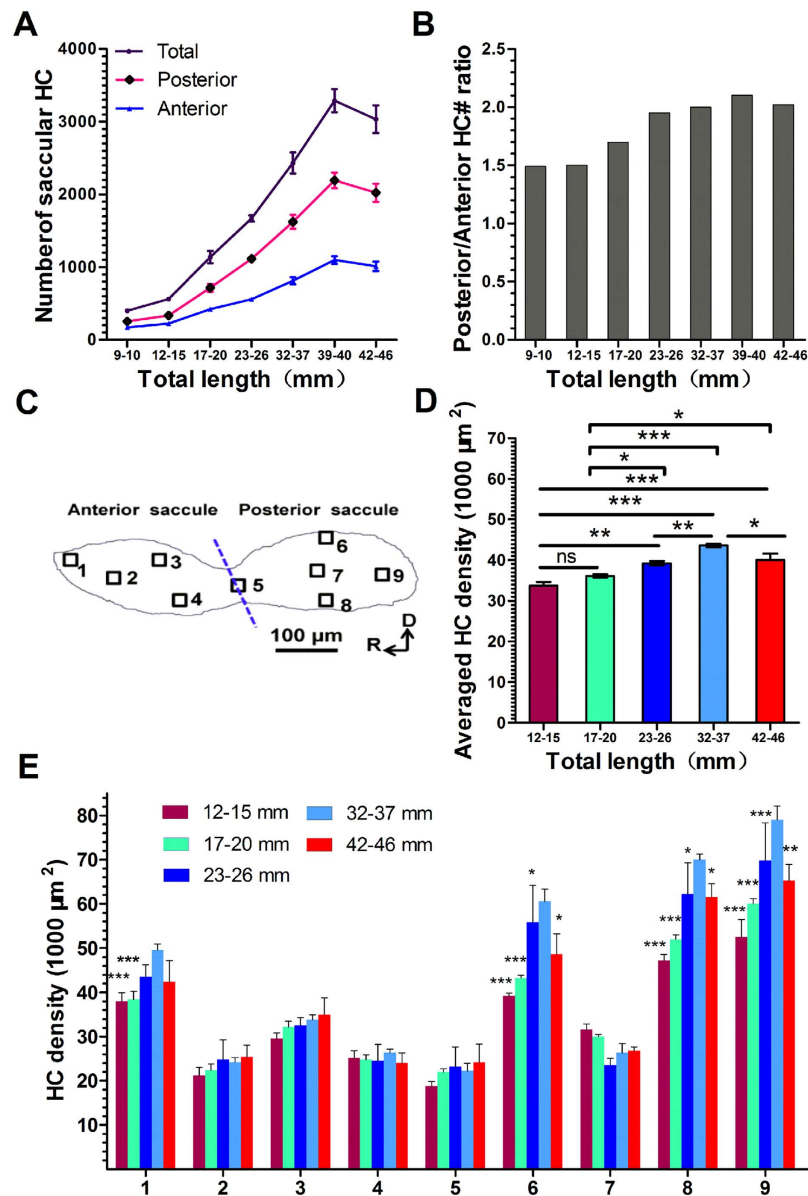 A
Total
Posterior
Anterior
Numberof saccular HC
4000
3000
2000
1000
0
9-10 12-15 17-20 23-26 32-37 39-40 42-46
Total length (mm)
B
Posterior/Anterior HC# ratio
2.5
2.0
1.5
1.0
0.5
0.0
9-10 12-15 17-20 23-26 32-37 39-40 42-46
Total length (mm)
C
Anterior saccule Posterior saccule
1
2
3
4
5
6
7
8
9
100 µm
D
R
D
Averaged HC density (1000 µm²)
70
60
50
40
30
20
10
0
*
***
*
***
***
** ** *
ns
12-15 17-20 23-26 32-37 42-46
Total length (mm)
E
HC density (1000 µm²)
80
70
60
50
40
30
20
10
12-15 mm
17-20 mm
23-26 mm
32-37 mm
42-46 mm
*** ***
*** *** * *
*** *** * *
*** *** *** **
1 2 3 4 5 6 7 8 9